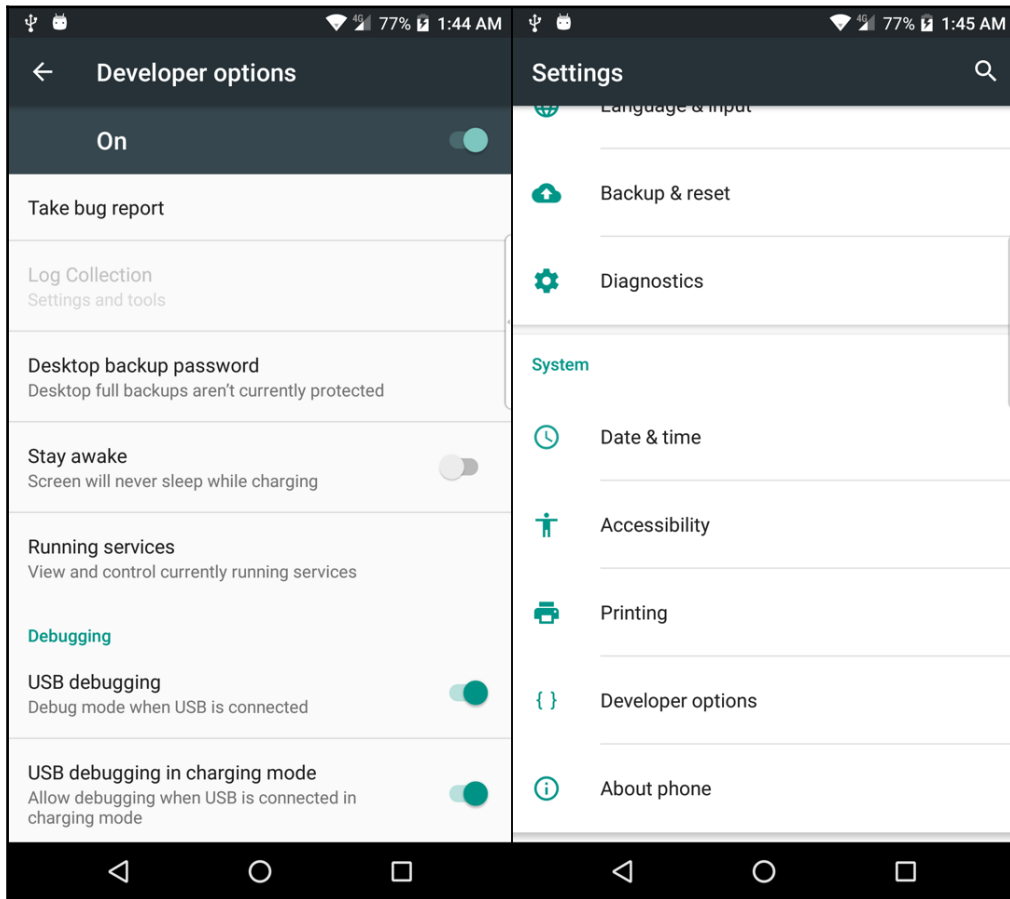 4G 77% 1:44 AM
Developer options
On
Take bug report
Log Collection
Settings and tools
Desktop backup password
Desktop full backups aren't currently protected
Stay awake
Screen will never sleep while charging
Running services
View and control currently running services
Debugging
USB debugging
Debug mode when USB is connected
USB debugging in charging mode
Allow debugging when USB is connected in
charging mode
4G 77% 1:45 AM
Settings
Language & input
Backup & reset
Diagnostics
System
Date & time
Accessibility
Printing
{ } Developer options
About phone